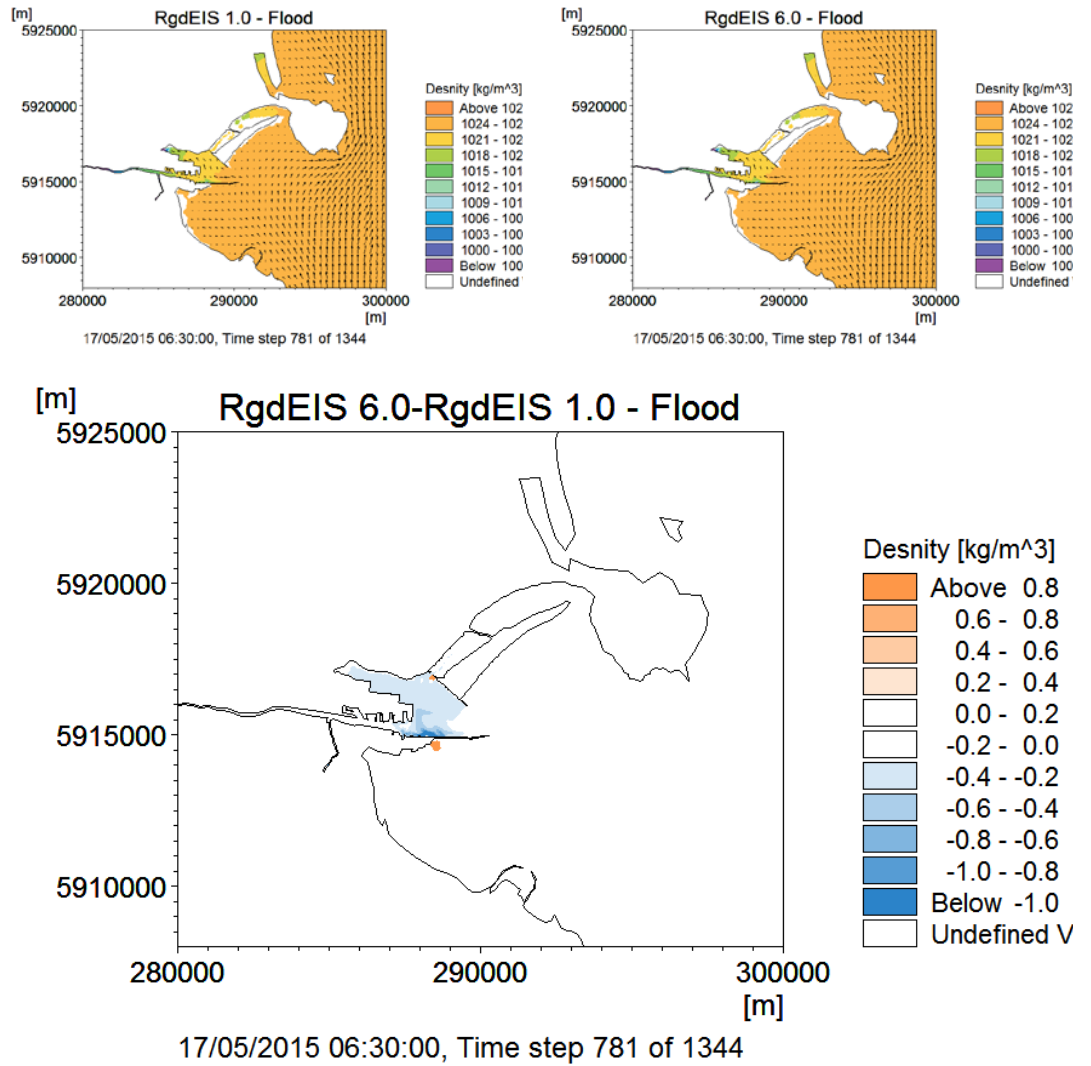 [m]
RgdEIS 1.0 - Flood
5925000
5920000
5915000
5910000
280000
290000
300000
[m]
Desnity [kg/m^3]
Above 102
1024 - 102
1021 - 102
1018 - 102
1015 - 101
1012 - 101
1009 - 101
1006 - 100
1003 - 100
1000 - 100
Below 100
Undefined
17/05/2015 06:30:00, Time step 781 of 1344
[m]
RgdEIS 6.0 - Flood
5925000
5920000
5915000
5910000
280000
290000
300000
[m]
Desnity [kg/m^3]
Above 102
1024 - 102
1021 - 102
1018 - 102
1015 - 101
1012 - 101
1009 - 101
1006 - 100
1003 - 100
1000 - 100
Below 100
Undefined
17/05/2015 06:30:00, Time step 781 of 1344
[m]
RgdEIS 6.0-RgdEIS 1.0 - Flood
5925000
5920000
5915000
5910000
280000
290000
300000
[m]
Desnity [kg/m^3]
Above 0.8
0.6 - 0.8
0.4 - 0.6
0.2 - 0.4
0.0 - 0.2
-0.2 - 0.0
-0.4 - -0.2
-0.6 - -0.4
-0.8 - -0.6
-1.0 - -0.8
Below -1.0
Undefined V
17/05/2015 06:30:00, Time step 781 of 1344